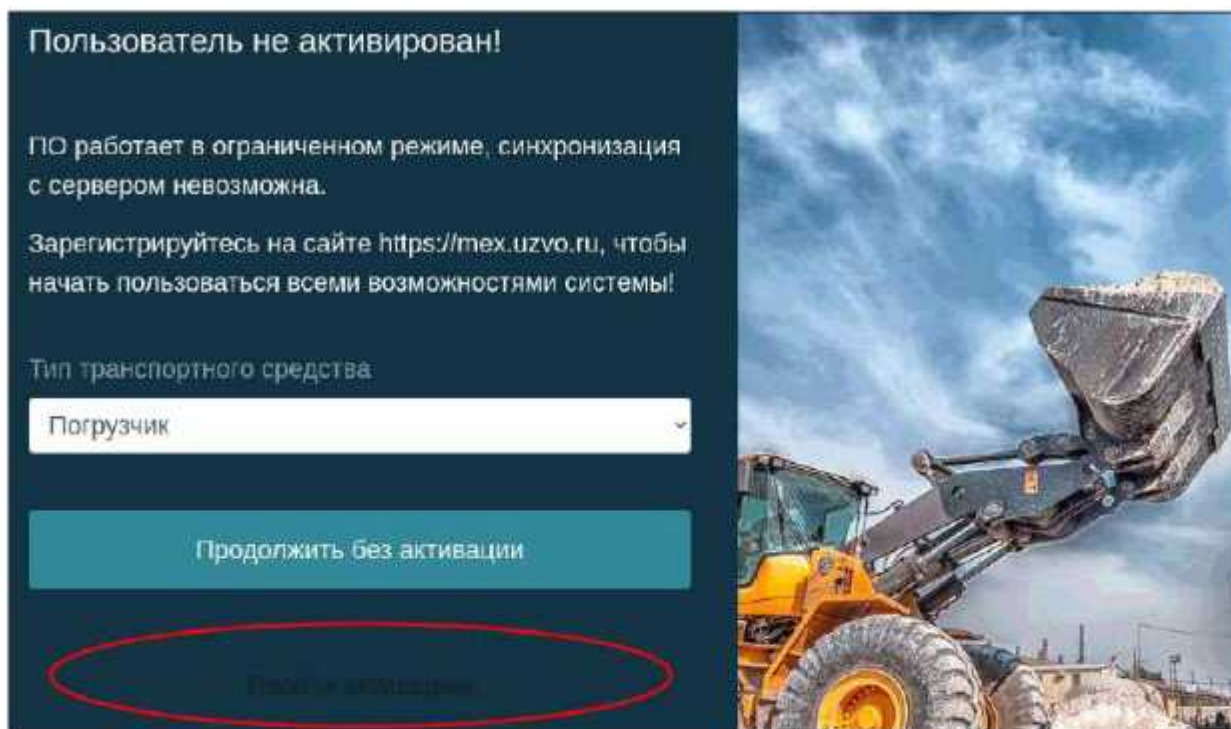 Пользователь не активирован!
ПО работает в ограниченном режиме, синхронизация
с сервером невозможна.
Зарегистрируйтесь на сайте https://mex.uzvo.ru, чтобы
начать пользоваться всеми возможностями системы!
Тип транспортного средства
Погрузчик
Продолжить без активации